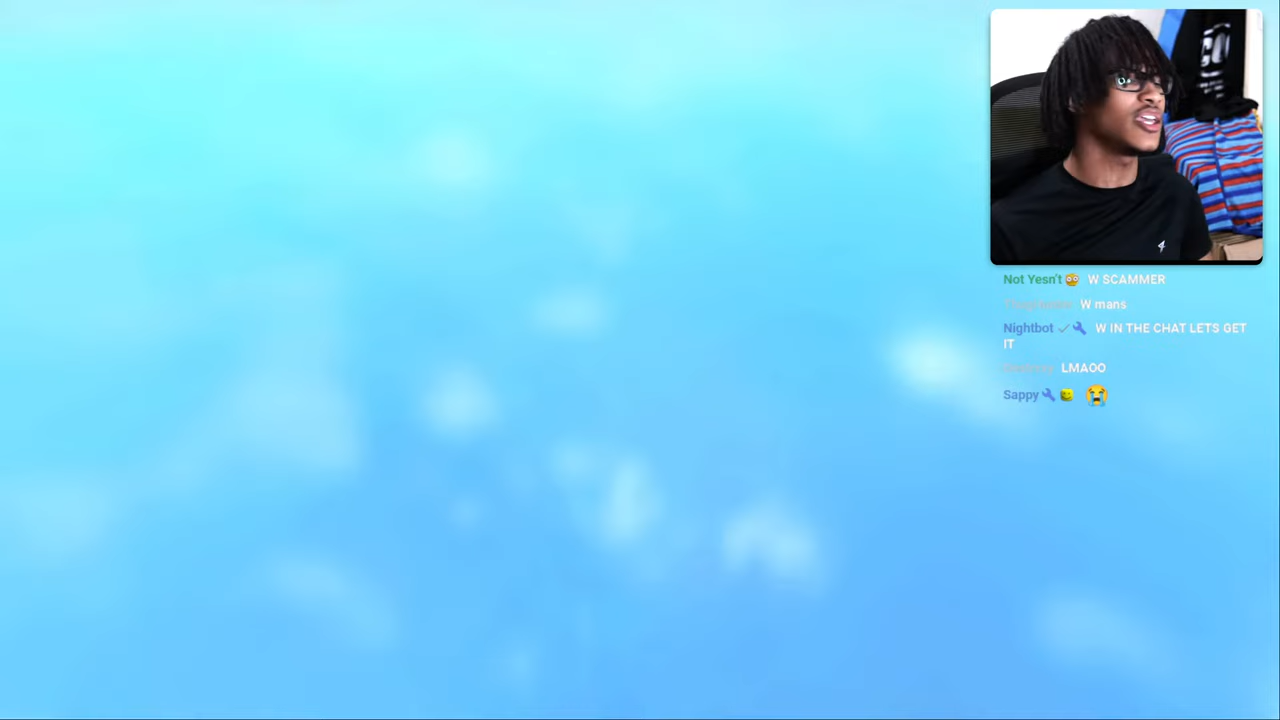 Not Yesn't W SCAMMER
W mans
Nightbot W IN THE CHAT LETS GET
IT
LMAOO
Sappy